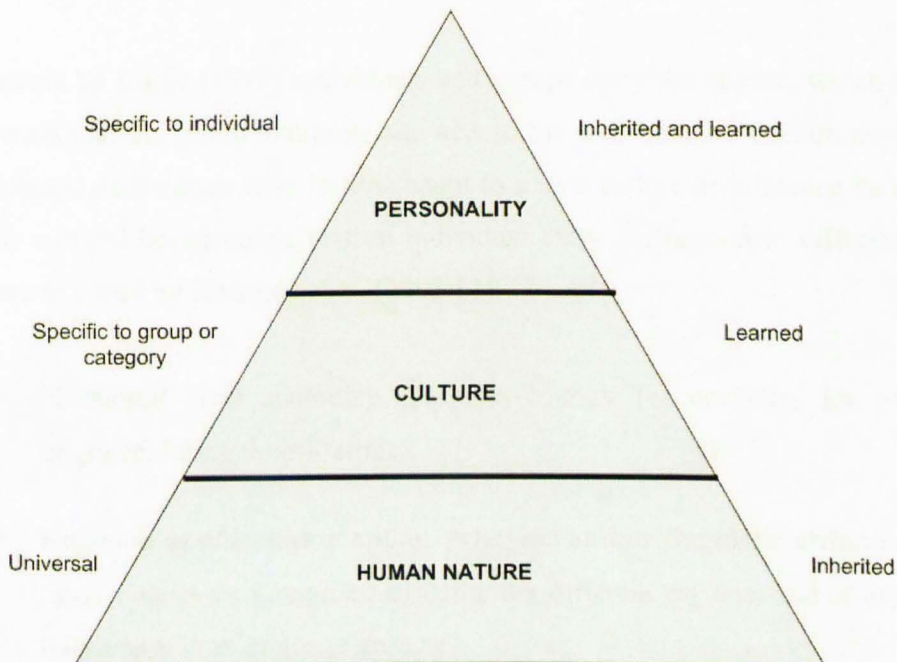 Specific to individual
Inherited and learned
PERSONALITY
Specific to group or
category
Learned
CULTURE
Universal
HUMAN NATURE
Inherited